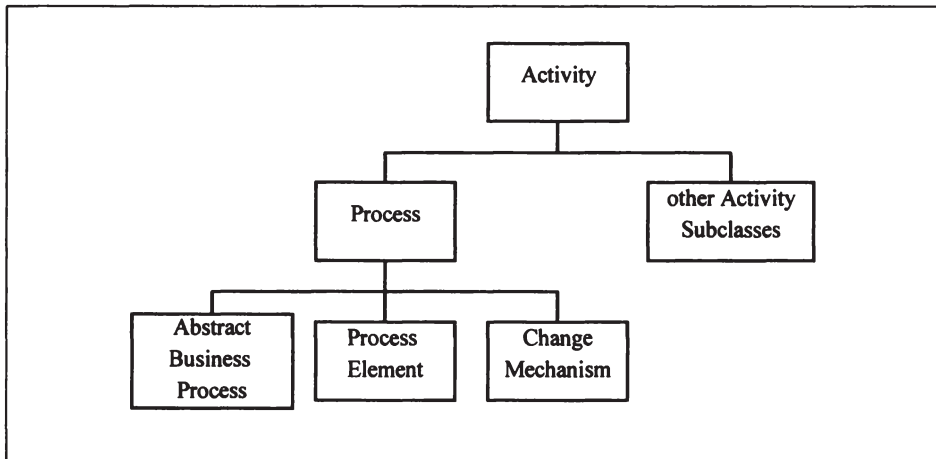 Activity
Process
other Activity
Subclasses
Abstract
Business
Process
Process
Element
Change
Mechanism